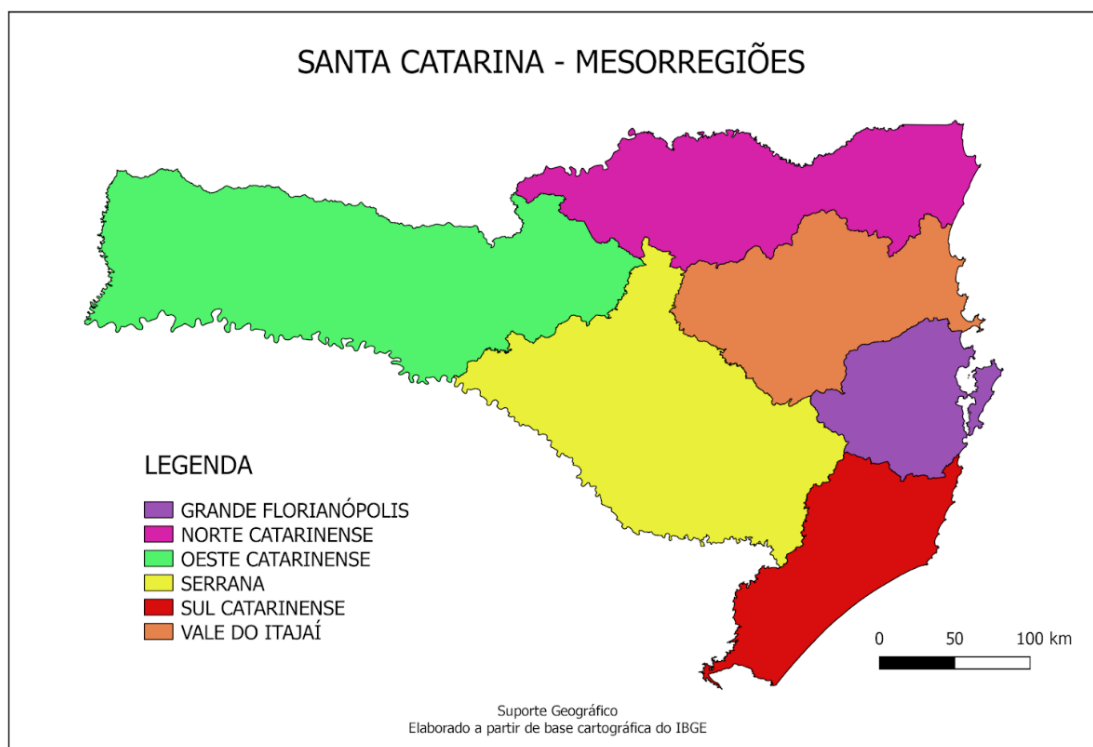 SANTA CATARINA - MESORREGIÕES
LEGENDA
GRANDE FLORIANÓPOLIS
NORTE CATARINENSE
OESTE CATARINENSE
SERRANA
SUL CATARINENSE
VALE DO ITAJAÍ
0 50 100 km
Suporte Geográfico
Elaborado a partir de base cartográfica do IBGE